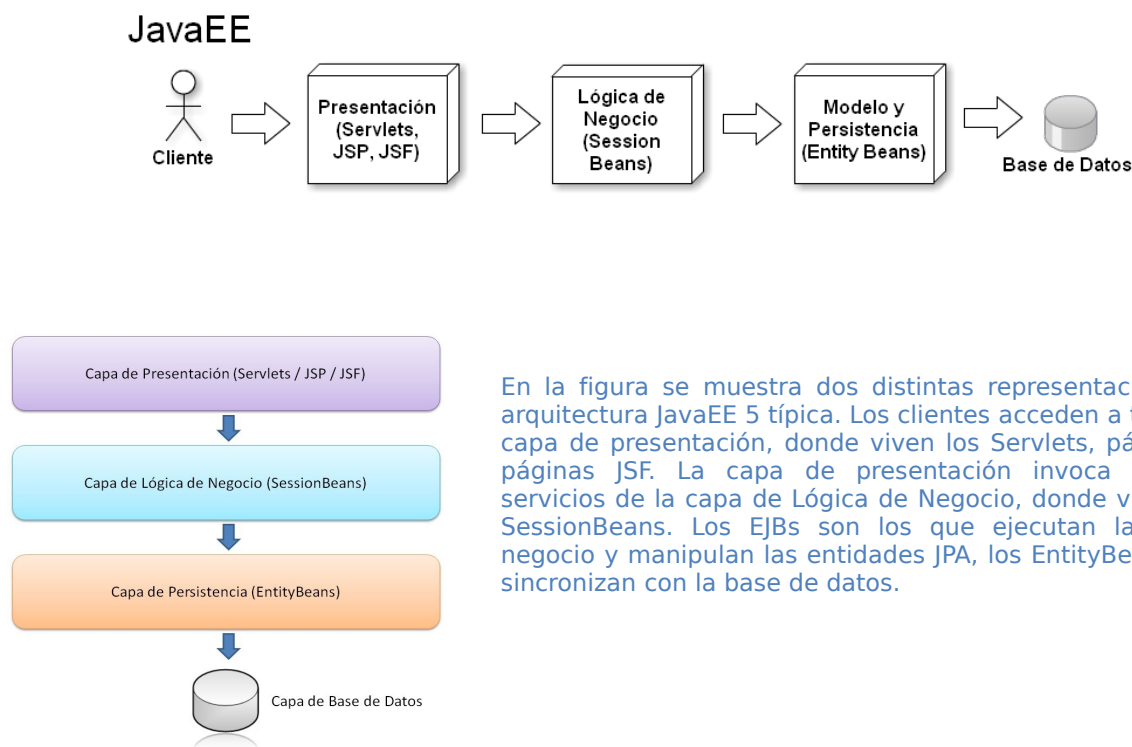 JavaEE
Cliente
Presentación
(Servlets,
JSP, JSF)
Lógica de
Negocio
(Session
Beans)
Modelo y
Persistencia
(Entity Beans)
Base de Datos
Capa de Presentación (Servlets / JSP / JSF)
Capa de Lógica de Negocio (SessionBeans)
Capa de Persistencia (EntityBeans)
Capa de Base de Datos
En la figura se muestra dos distintas
arquitectura JavaEE 5 típica. Los clientes acceden a
capa de presentación, donde viven los Servlets,
páginas JSF. La capa de presentación invoca
servicios de la capa de Lógica de Negocio, donde
SessionBeans. Los EJBs son los que ejecutan
negocio y manipulan las entidades JPA, los
sincronizan con la base de datos.